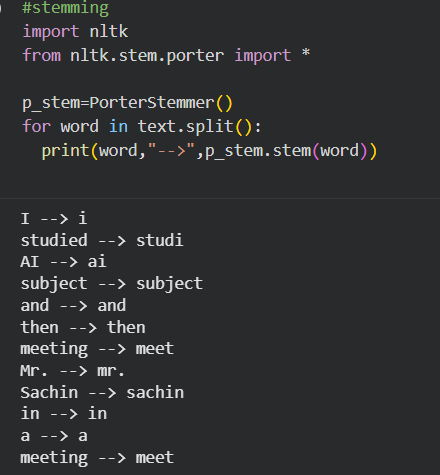 #stemming
import nltk
from nltk.stem.porter import *
p_stem=PorterStemmer()
for word in text.split():
  print(word,"-->",p_stem.stem(word))
I --> i
studied --> studi
AI --> ai
subject --> subject
and --> and
then --> then
meeting --> meet
Mr. --> mr.
Sachin --> sachin
in --> in
a --> a
meeting --> meet